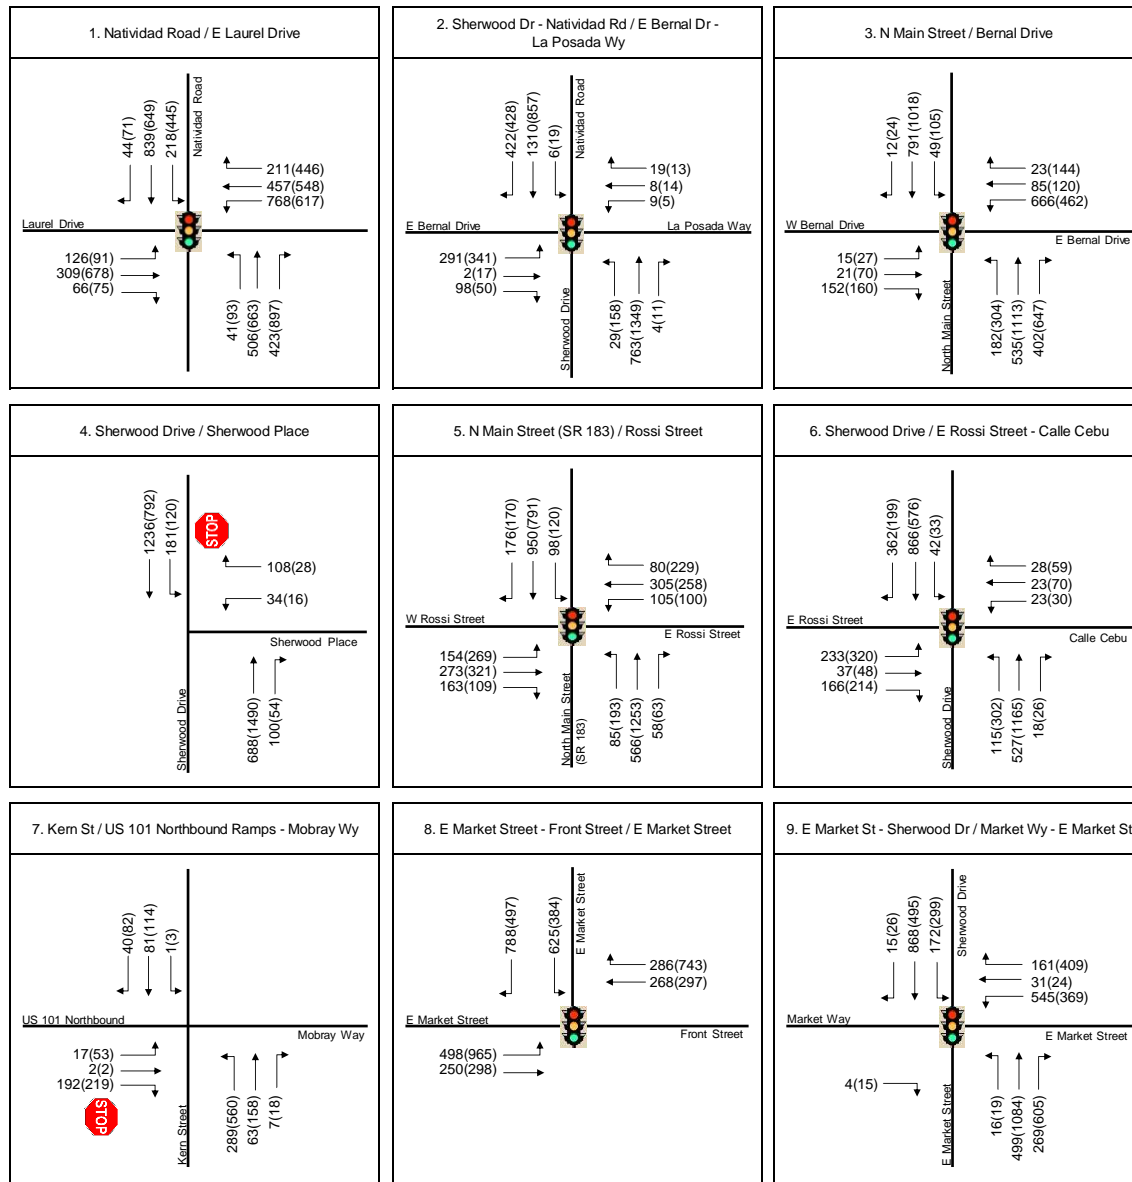 1. Natividad Road / E Laurel Drive
44(71)
839(649)
218(445)
Natividad Road
211(446)
457(548)
768(617)
Laurel Drive
126(91)
309(678)
66(75)
41(93)
506(663)
423(897)
2. Sherwood Dr - Natividad Rd / E Bernal Dr -
La Posada Wy
422(428)
1310(857)
6(19)
Natividad Road
19(13)
8(14)
9(5)
E Bernal Drive
La Posada Way
291(341)
2(17)
98(50)
Sherwood Drive
29(158)
763(1349)
4(11)
3. N Main Street / Bernal Drive
12(24)
791(1018)
49(105)
23(144)
85(120)
666(462)
W Bernal Drive
E Bernal Drive
15(27)
21(70)
152(160)
North Main Street
182(304)
535(1113)
402(647)
4. Sherwood Drive / Sherwood Place
1236(792)
181(120)
STOP
108(28)
34(16)
Sherwood Place
Sherwood Drive
688(1490)
100(54)
5. N Main Street (SR 183) / Rossi Street
176(170)
950(791)
98(120)
80(229)
305(258)
105(100)
W Rossi Street
E Rossi Street
154(269)
273(321)
163(109)
North Main Street
(SR 183)
85(193)
566(1253)
58(63)
6. Sherwood Drive / E Rossi Street - Calle Cebu
362(199)
866(576)
42(33)
28(59)
23(70)
23(30)
E Rossi Street
Calle Cebu
233(320)
37(48)
166(214)
Sherwood Drive
115(302)
527(1165)
18(26)
7. Kern St / US 101 Northbound Ramps - Mobray Wy
40(82)
81(114)
1(3)
US 101 Northbound
Mobray Way
17(53)
2(2)
192(219)
STOP
Kern Street
289(560)
63(158)
7(18)
8. E Market Street - Front Street / E Market Street
788(497)
625(384)
E Market Street
286(743)
268(297)
E Market Street
Front Street
498(965)
250(298)
9. E Market St - Sherwood Dr / Market Wy - E Market St
15(26)
868(495)
172(299)
Sherwood Drive
161(409)
31(24)
545(369)
Market Way
E Market Street
4(15)
E Market Street
16(19)
499(1084)
269(605)